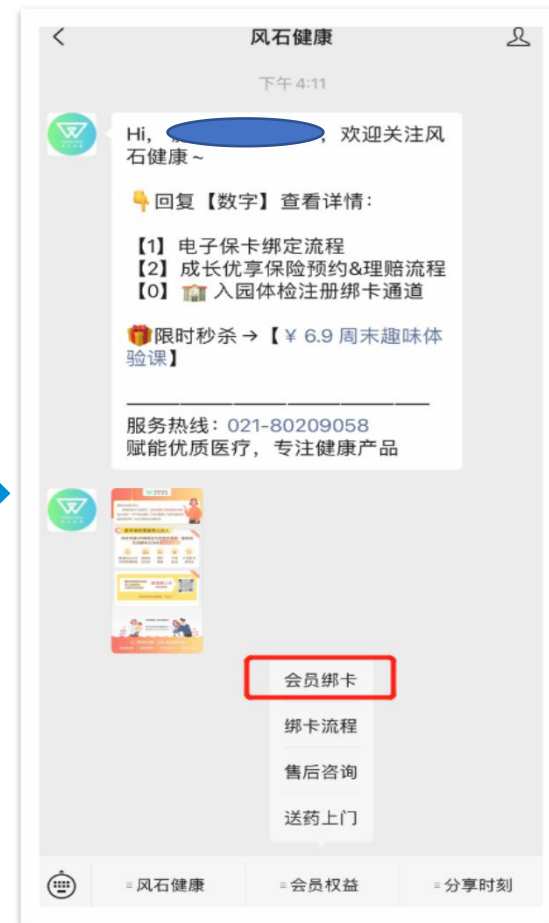 风石健康
下午 4:11
Hi, ，欢迎关注风
石健康～
👇回复【数字】查看详情：
【1】电子保卡绑定流程
【2】成长优享保险预约&理赔流程
【0】🏫 入园体检注册绑卡通道
🎁限时秒杀→【￥6.9 周末趣味体
验课】
服务热线：021-80209058
赋能优质医疗，专注健康产品
会员绑卡
绑卡流程
售后咨询
送药上门
风石健康
会员权益
分享时刻